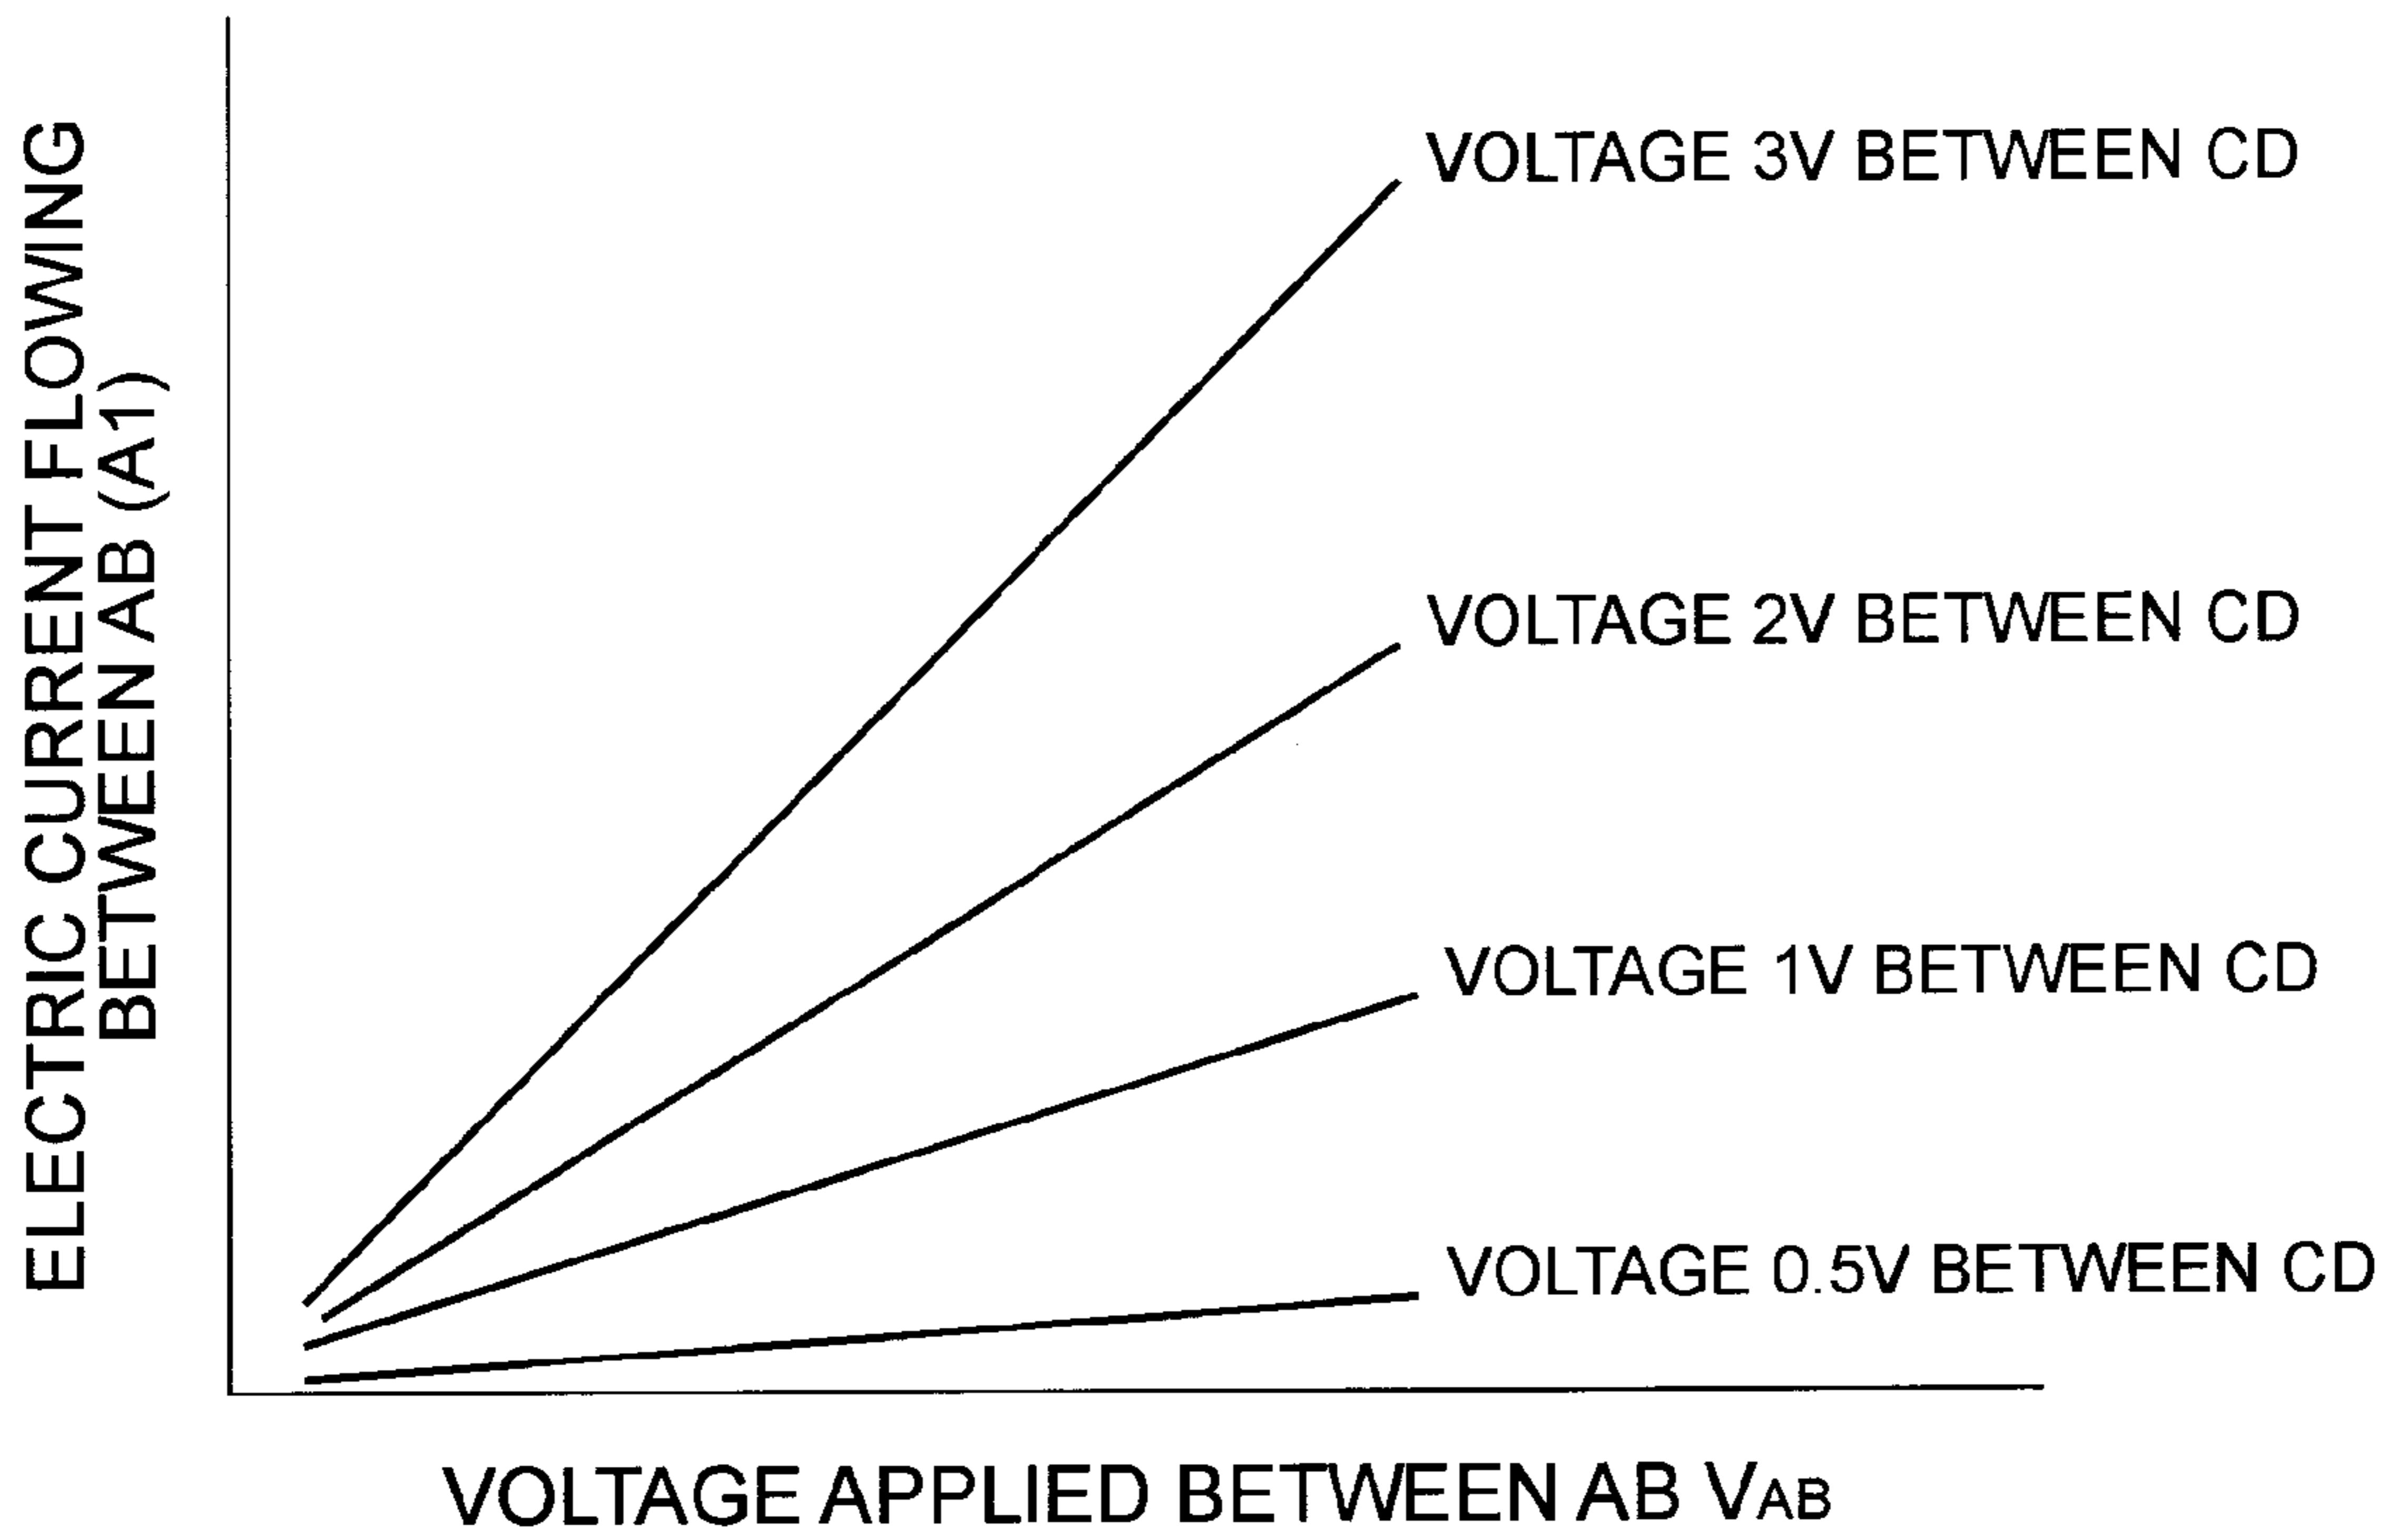 ELECTRIC CURRENT FLOWING
BETWEEN AB (A1)
VOLTAGE 3V BETWEEN CD
VOLTAGE 2V BETWEEN CD
VOLTAGE 1V BETWEEN CD
VOLTAGE 0.5V BETWEEN CD
VOLTAGE APPLIED BETWEEN AB VAB